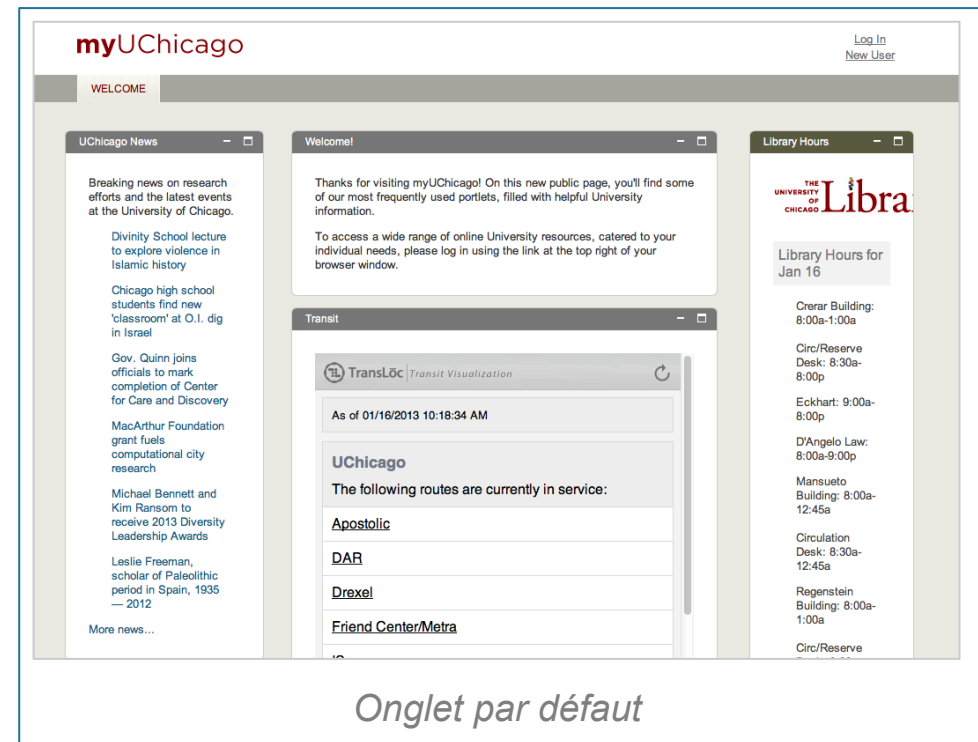 myUChicago
Log In
New User
WELCOME
UChicago News
Breaking news on research
efforts and the latest events
at the University of Chicago.
Divinity School lecture
to explore violence in
Islamic history
Chicago high school
students find new
'classroom' at O.I. dig
in Israel
Gov. Quinn joins
officials to mark
completion of Center
for Care and Discovery
MacArthur Foundation
grant fuels
computational city
research
Michael Bennett and
Kim Ransom to
receive 2013 Diversity
Leadership Awards
Leslie Freeman,
scholar of Paleolithic
period in Spain, 1935
— 2012
More news...
Welcome!
Thanks for visiting myUChicago! On this new public page, you'll find some
of our most frequently used portlets, filled with helpful University
information.
To access a wide range of online University resources, catered to your
individual needs, please log in using the link at the top right of your
browser window.
Transit
TL TransLōc Transit Visualization
As of 01/16/2013 10:18:34 AM
UChicago
The following routes are currently in service:
Apostolic
DAR
Drexel
Friend Center/Metra
Library Hours
THE
UNIVERSITY
OF
CHICAGO
Libra
Library Hours for
Jan 16
Crerar Building:
8:00a-1:00a
Circ/Reserve
Desk: 8:30a-
8:00p
Eckhart: 9:00a-
8:00p
D'Angelo Law:
8:00a-9:00p
Mansueto
Building: 8:00a-
12:45a
Circulation
Desk: 8:30a-
12:45a
Regenstein
Building: 8:00a-
1:00a
Circ/Reserve
Onglet par défaut